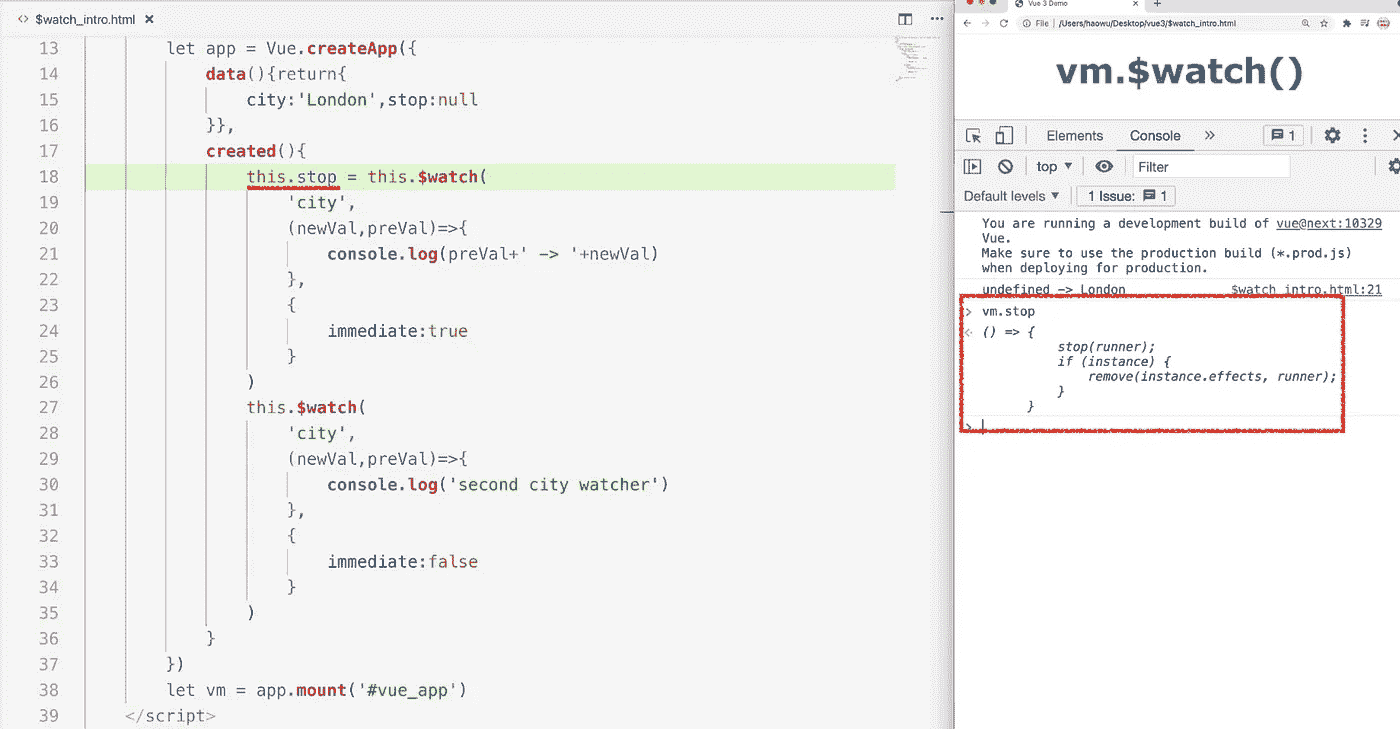 <> $watch_intro.html ×
13 let app = Vue.createApp({
14 data(){return{
15 city:'London',stop:null
16 }},
17 created(){
18 this.stop = this.$watch(
19 'city',
20 (newVal,preVal)=>{
21 console.log(preVal+' -> '+newVal)
22 },
23 {
24 immediate:true
25 }
26 )
27 this.$watch(
28 'city',
29 (newVal,preVal)=>{
30 console.log('second city watcher')
31 },
32 {
33 immediate:false
34 }
35 )
36 }
37 })
38 let vm = app.mount('#vue_app')
39 </script>
Vue 3 Demo
File | /Users/haowu/Desktop/vue3/$watch_intro.html
vm.$watch()
Elements Console » 1
top ▼ Filter
Default levels ▼ 1 Issue: 1
You are running a development build of vue@next:10329
Vue.
Make sure to use the production build (*.prod.js)
when deploying for production.
undefined -> London $watch intro.html:21
> vm.stop
<· () => {
stop(runner);
if (instance) {
remove(instance.effects, runner);
}
}
>